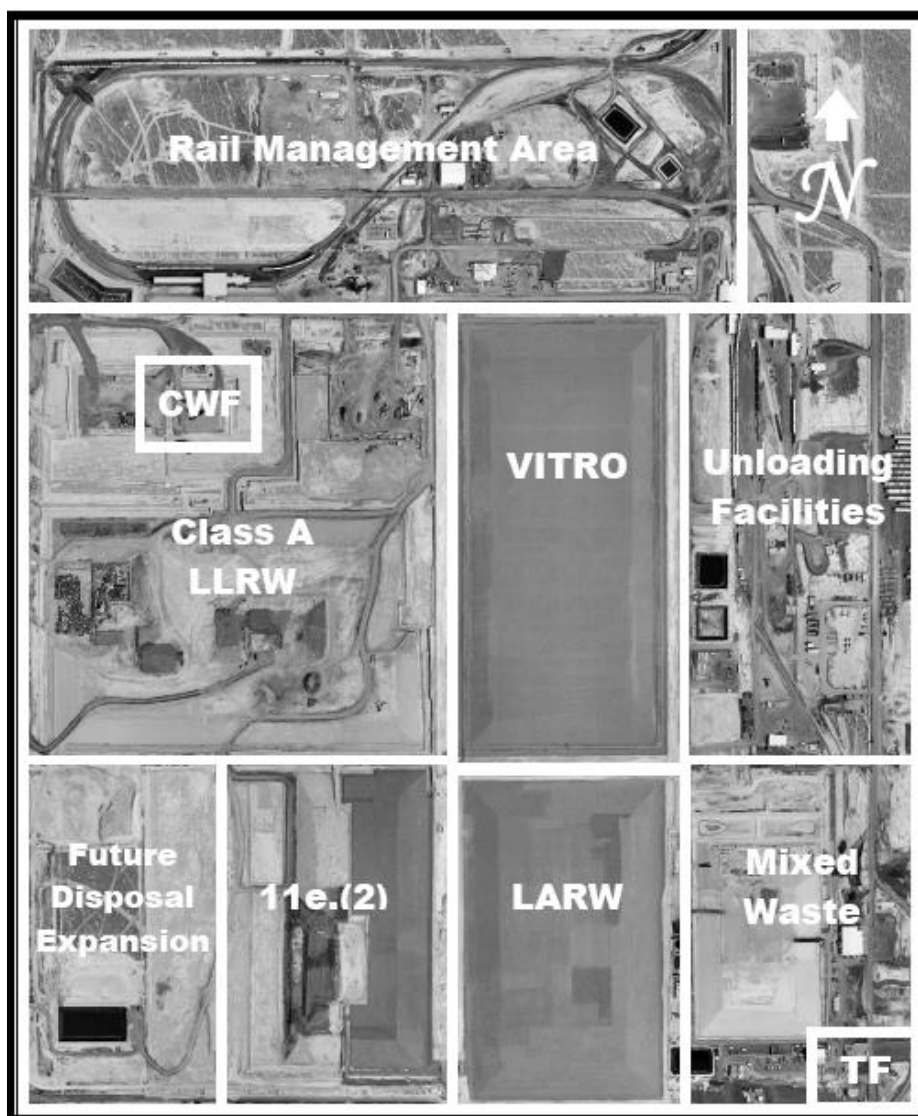 Rail Management Area
N
CWF
VITRO
Unloading
Facilities
Class A
LLRW
Future
Disposal
Expansion
11e.(2)
LARW
Mixed
Waste
TF